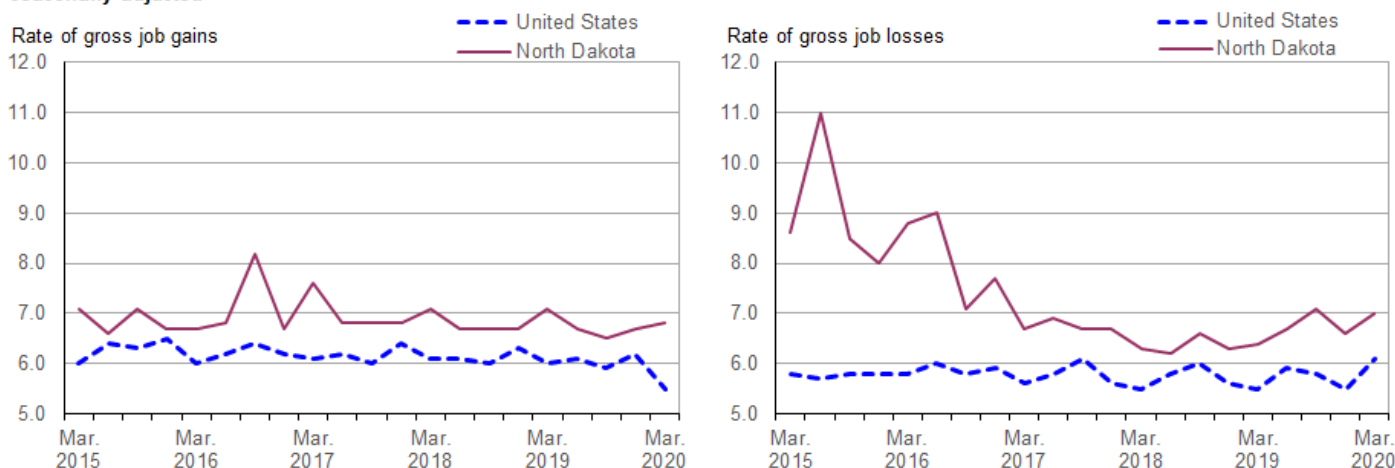 United States
Rate of gross job gains
North Dakota
12.0
11.0
10.0
9.0
8.0
7.0
6.0
5.0
Mar. Mar. Mar. Mar. Mar. Mar.
2015 2016 2017 2018 2019 2020
United States
Rate of gross job losses
North Dakota
12.0
11.0
10.0
9.0
8.0
7.0
6.0
5.0
Mar. Mar. Mar. Mar. Mar. Mar.
2015 2016 2017 2018 2019 2020